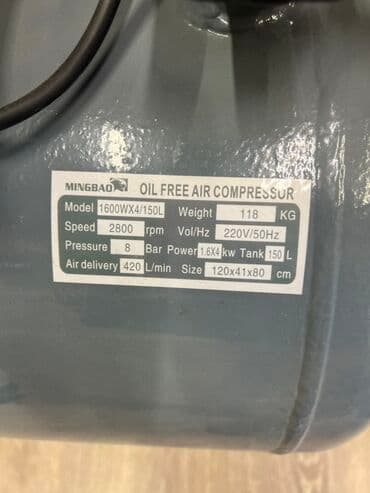 MINGBAO OIL FREE AIR COMPRESSOR
Model 1600WX4/150L Weight 118 KG
Speed 2800 rpm Vol/Hz 220V/50Hz
Pressure 8 Bar Power 1.6X4 kw Tank 150 L
Air delivery 420 L/min Size 120x41x80 cm